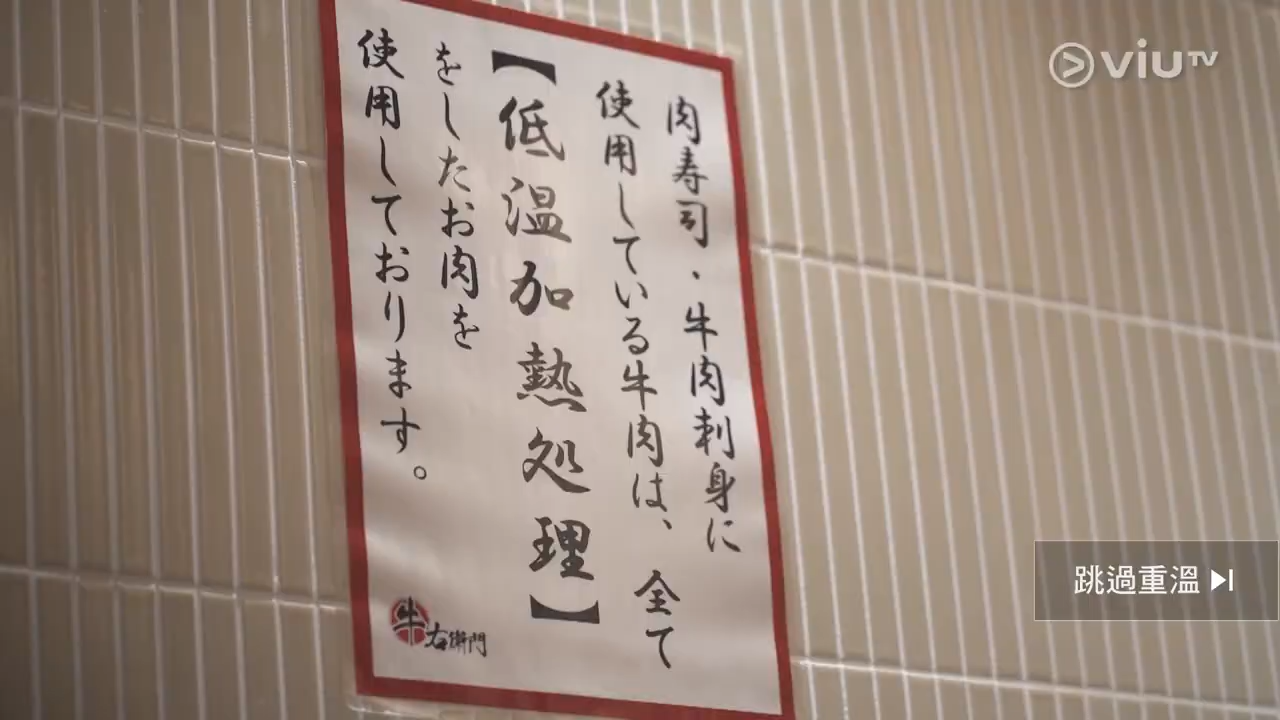 肉寿司・牛肉刺身に
使用している牛肉は、全て
【低温加熱処理】
をしたお肉を
使用しております。
牛右衛門
viuTV
跳過重溫